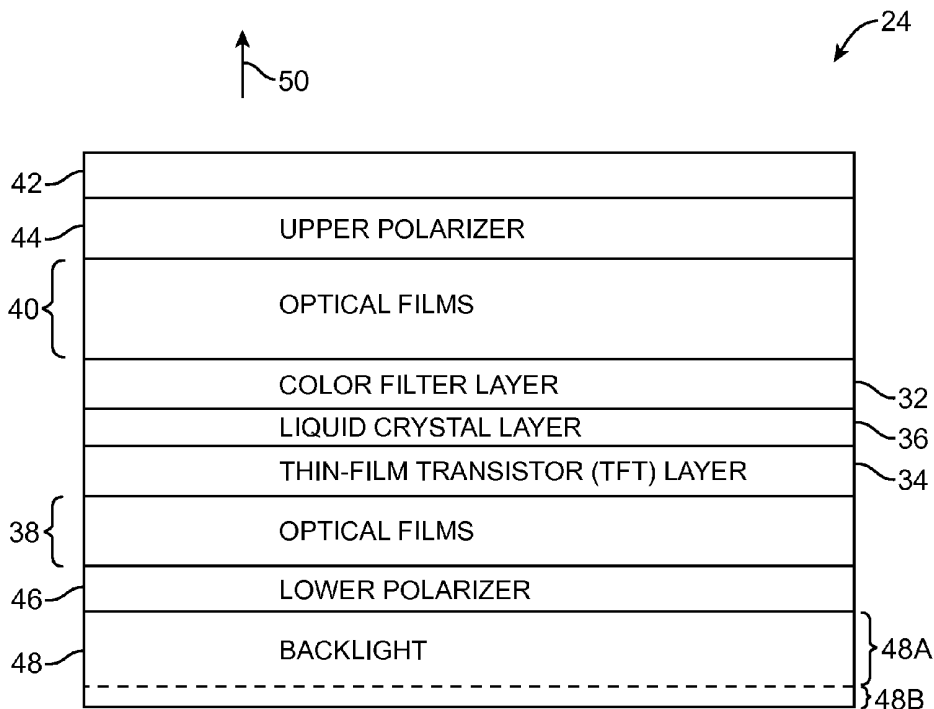 24
50
42
44 UPPER POLARIZER
40 OPTICAL FILMS
COLOR FILTER LAYER 32
LIQUID CRYSTAL LAYER 36
THIN-FILM TRANSISTOR (TFT) LAYER 34
38 OPTICAL FILMS
46 LOWER POLARIZER
48 BACKLIGHT 48A
48B